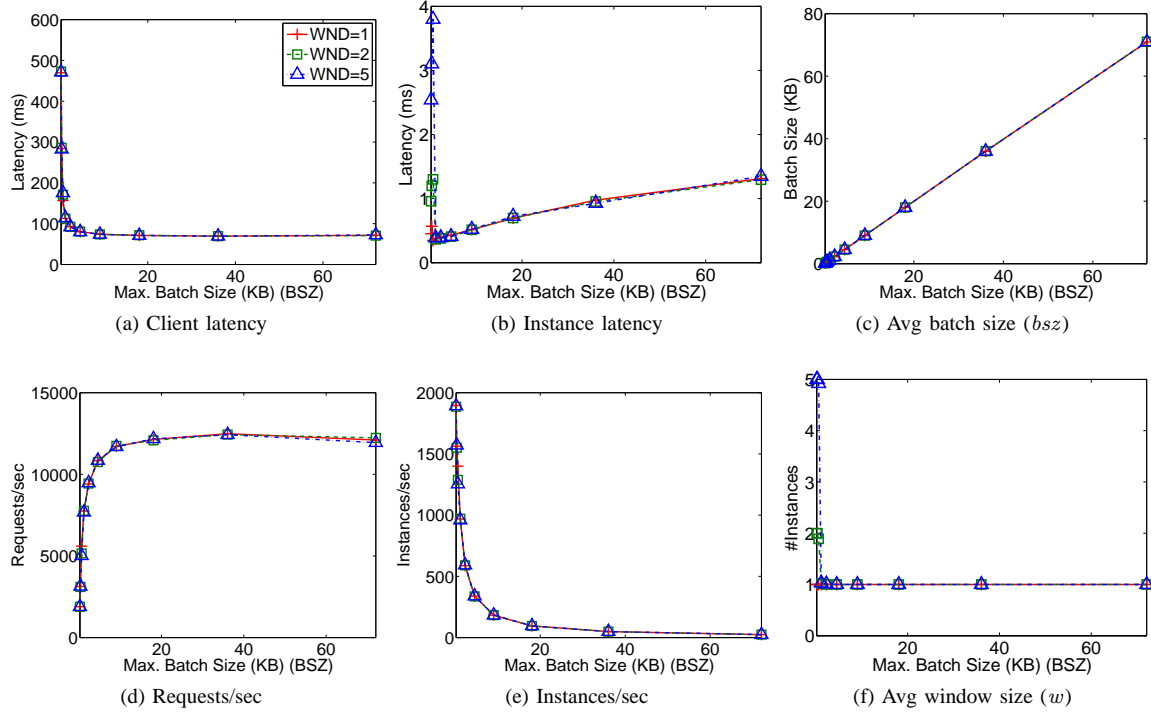 600
500
400
300
200
100
0
20
40
60
Latency (ms)
Max. Batch Size (KB) (BSZ)
WND=1
WND=2
WND=5
(a) Client latency
4
3
2
1
0
20
40
60
Latency (ms)
Max. Batch Size (KB) (BSZ)
(b) Instance latency
80
60
40
20
0
20
40
60
Batch Size (KB)
Max. Batch Size (KB) (BSZ)
(c) Avg batch size (bsz)
15000
10000
5000
0
20
40
60
Requests/sec
Max. Batch Size (KB) (BSZ)
(d) Requests/sec
2000
1500
1000
500
0
20
40
60
Instances/sec
Max. Batch Size (KB) (BSZ)
(e) Instances/sec
5
4
3
2
1
0
20
40
60
#Instances
Max. Batch Size (KB) (BSZ)
(f) Avg window size (w)